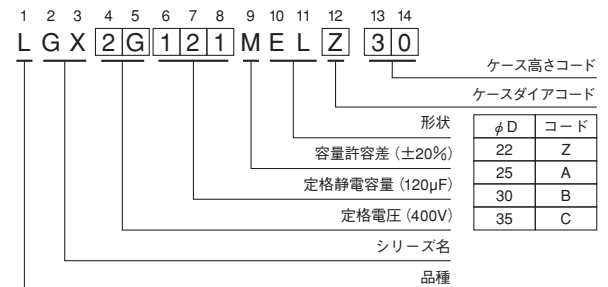 1 2 3 4 5 6 7 8 9 10 11 12 13 14
L G X 2 G 1 2 1 M E L Z 3 0
ケース高さコード
ケースダイアコード
形状
容量許容差 (±20%)
定格静電容量 (120µF)
定格電圧 (400V)
シリーズ名
品種
φD コード
22 Z
25 A
30 B
35 C